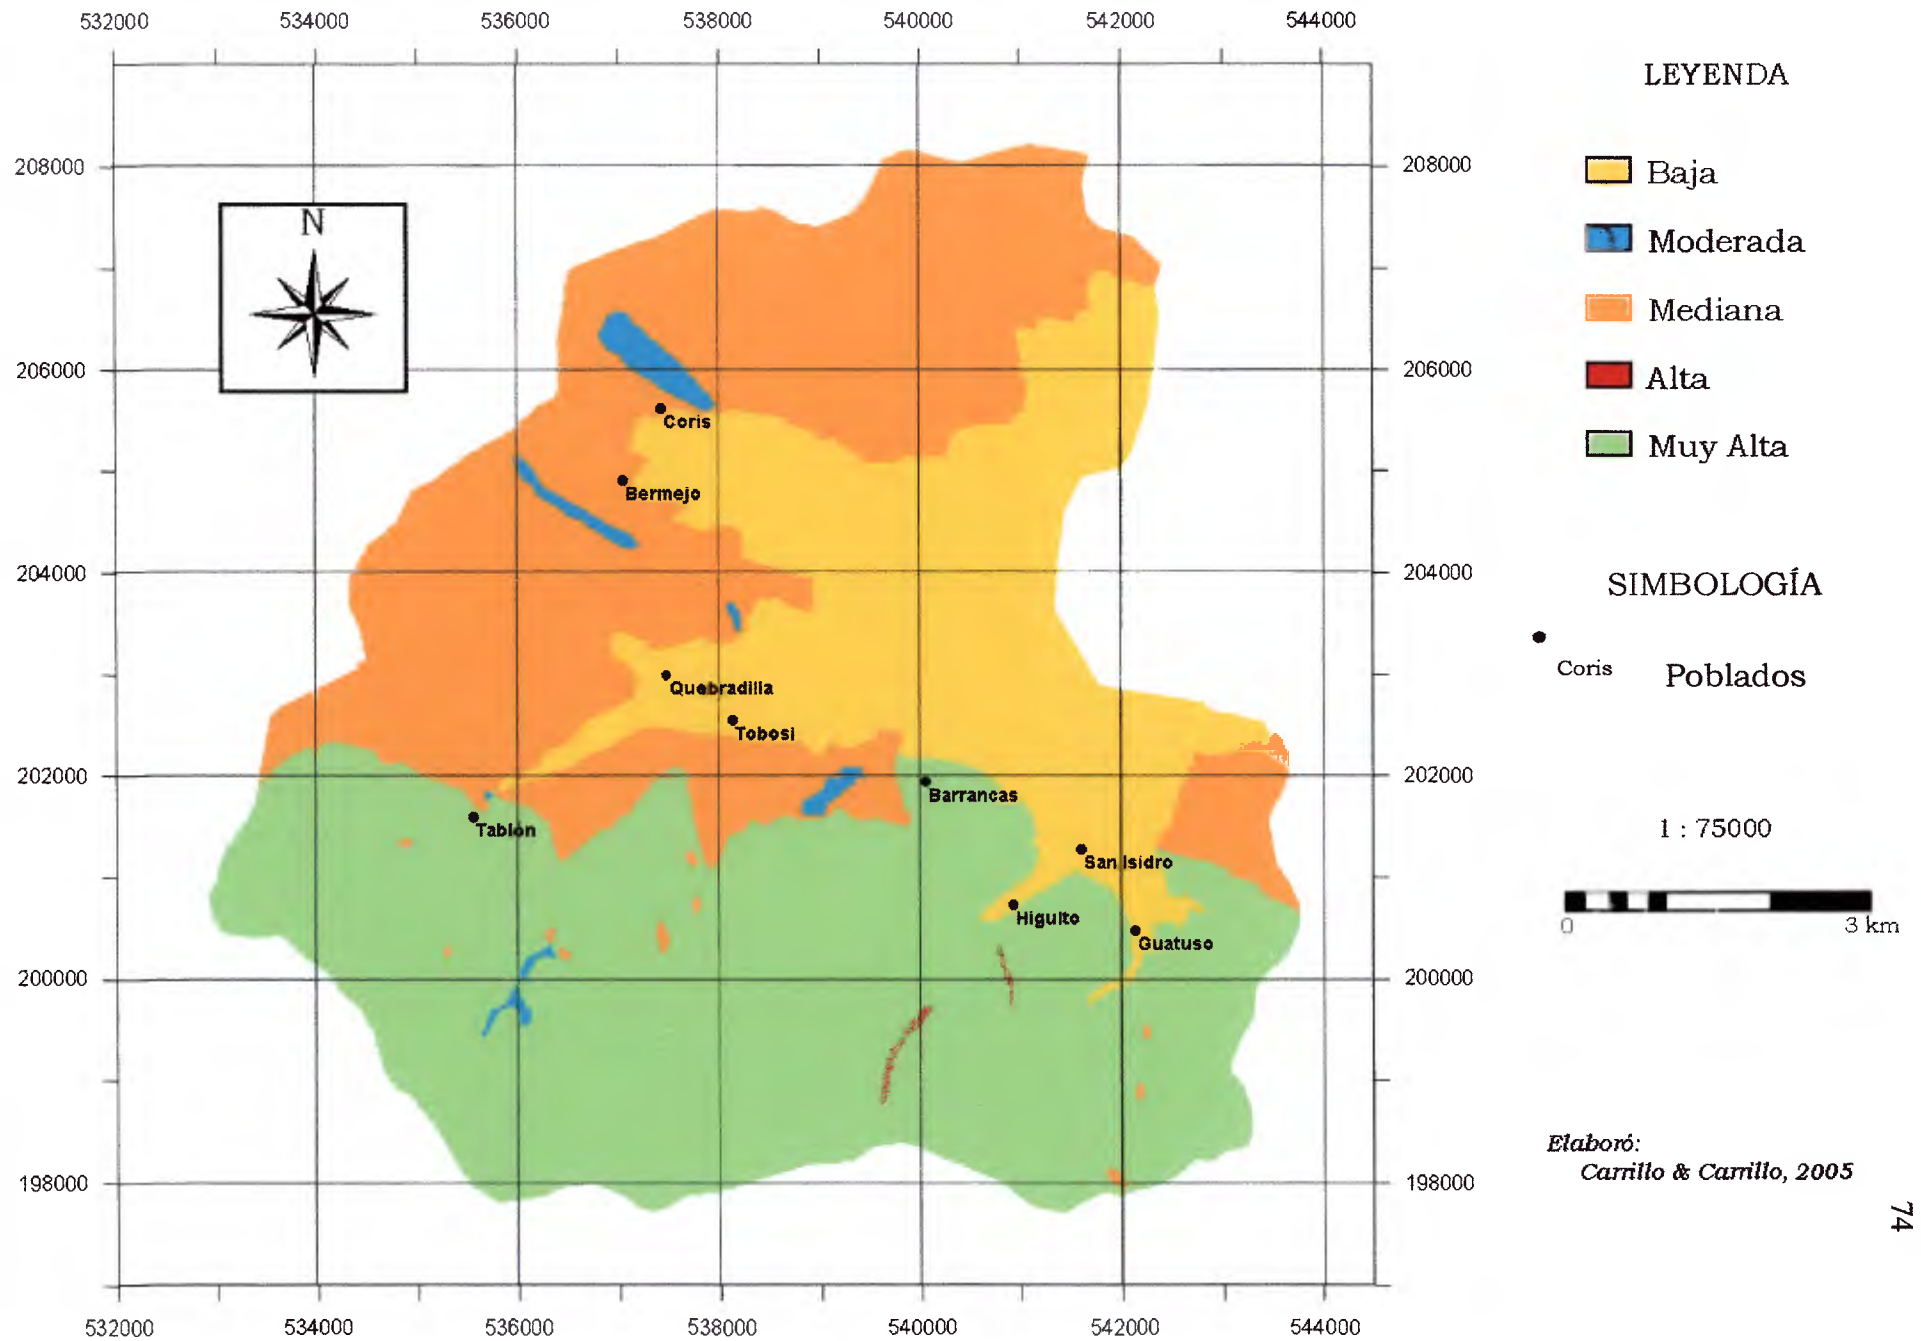 532000 534000 536000 538000 540000 542000 544000
LEYENDA
Baja
Moderada
Mediana
Alta
Muy Alta
SIMBOLOGÍA
Coris Poblados
1 : 75000
0 3 km
Elaboró:
Carrillo & Carrillo, 2005
74
N
208000 208000
206000 206000
204000 204000
202000 202000
200000 200000
198000 198000
Coris
Bermejo
Quebradilla
Tobosi
Barrancas
Tablón
San Isidro
Higuito
Guatuso
532000 534000 536000 538000 540000 542000 544000